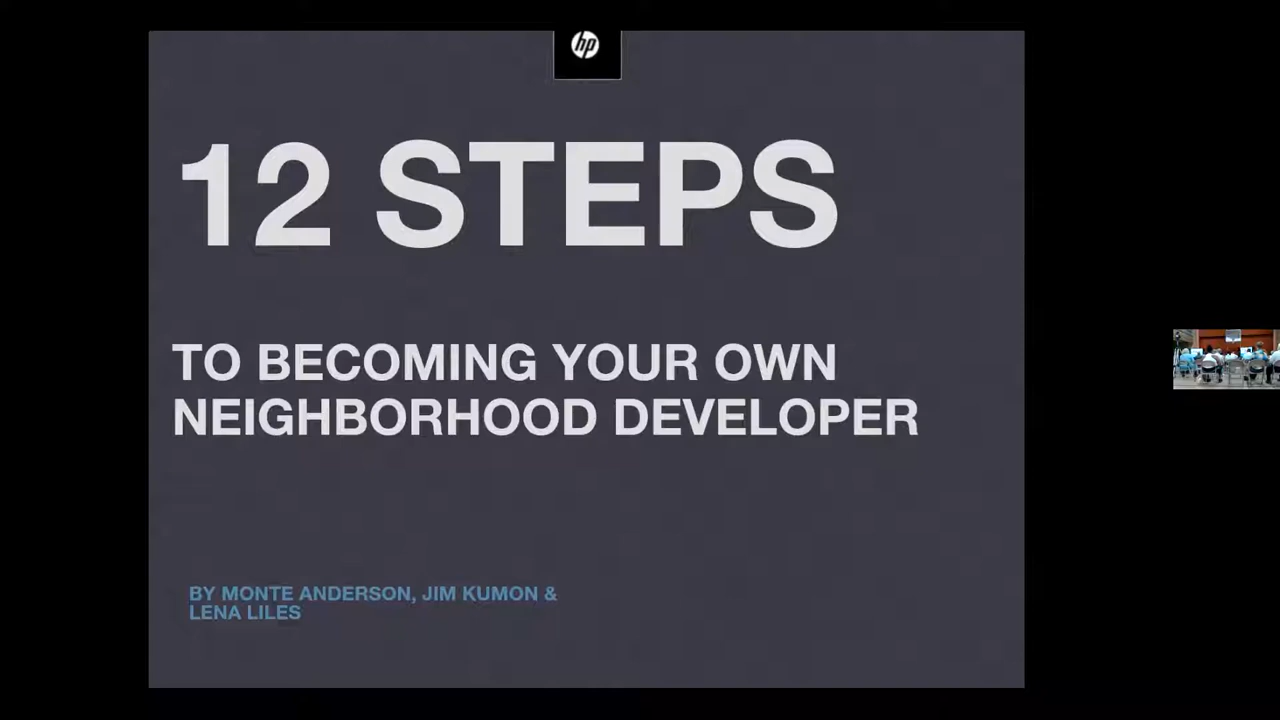 hp
12 STEPS
TO BECOMING YOUR OWN
NEIGHBORHOOD DEVELOPER
BY MONTE ANDERSON, JIM KUMON &
LENA LILES